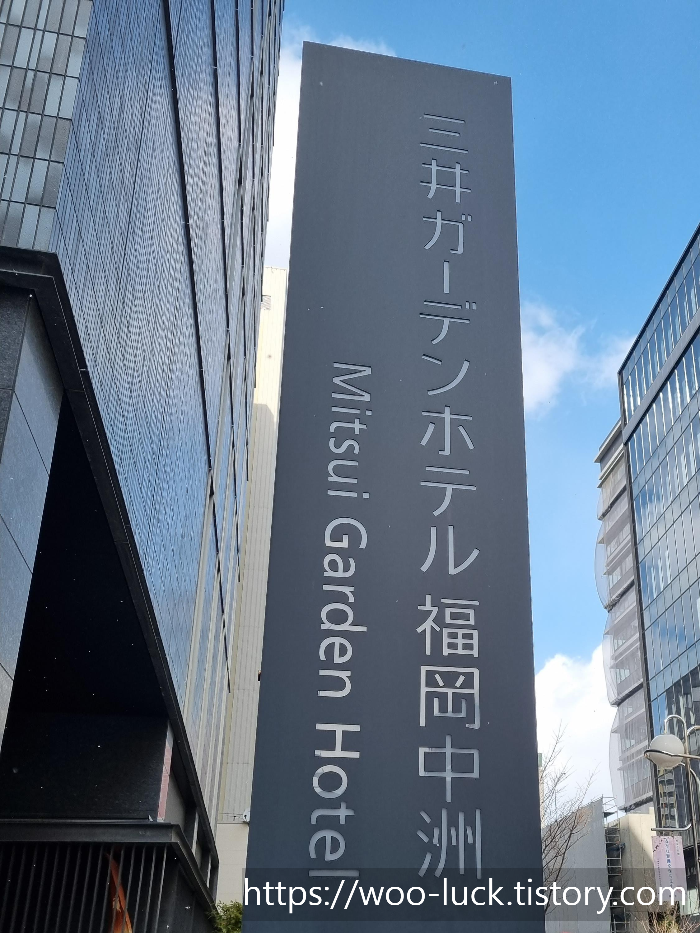 三井ガーデンホテル 福岡中洲
Mitsui Garden Hotel
https://woo-luck.tistory.com/